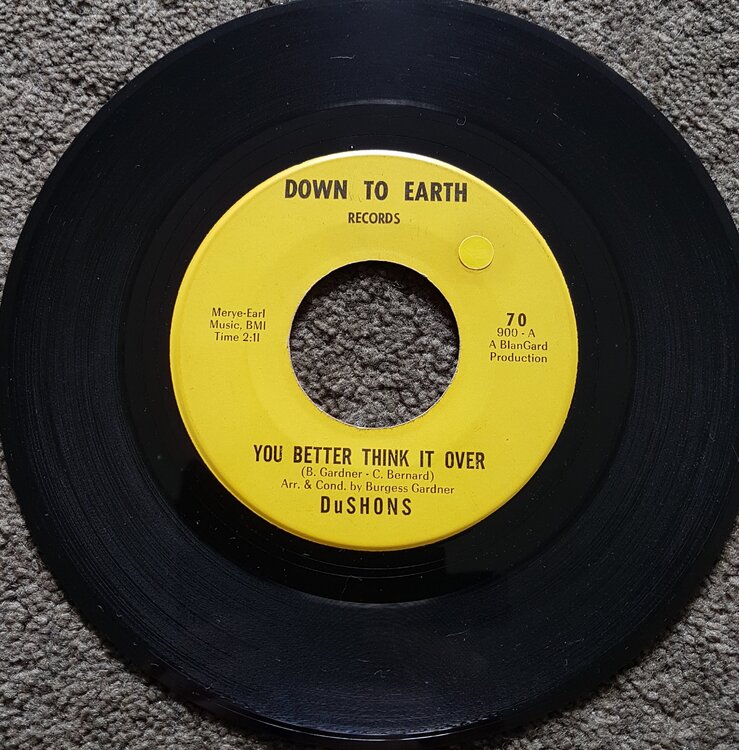 DOWN TO EARTH
RECORDS
Merye-Earl
Music, BMI
Time 2:11
70
900 - A
A BlanGard
Production
YOU BETTER THINK IT OVER
(B. Gardner - C. Bernard)
Arr. & Cond. by Burgess Gardner
DuSHONS